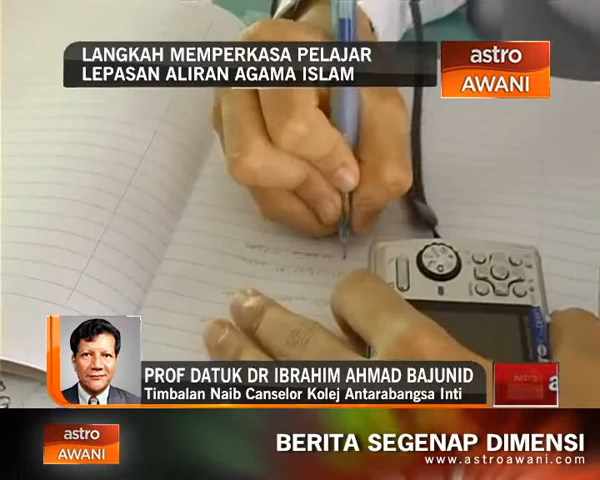 LANGKAH MEMPERKASA PELAJAR
LEPASAN ALIRAN AGAMA ISLAM
astro
AWANI
PROF DATUK DR IBRAHIM AHMAD BAJUNID
Timbalan Naib Canselor Kolej Antarabangsa Inti
astro
AWANI
BERITA SEGENAP DIMENSI
www.astroawani.com